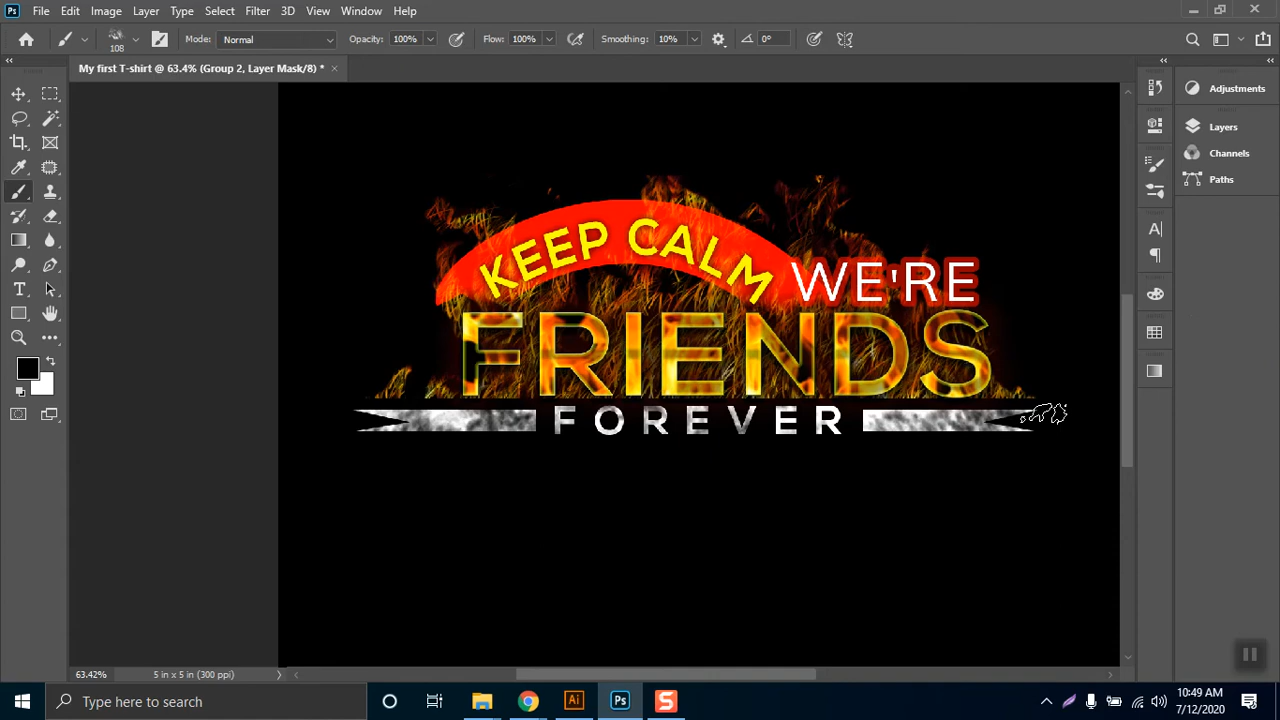 Ps File Edit Image Layer Type Select Filter 3D View Window Help
108 Mode: Normal Opacity: 100% Flow: 100% Smoothing: 10% 0°
My first T-shirt @ 63.4% (Group 2, Layer Mask/8) * ×
Adjustments
Layers
Channels
Paths
KEEP CALM
WE'RE
FRIENDS
FOREVER
63.42% 5 in x 5 in (300 ppi)
Type here to search
Ai Ps S
10:49 AM
7/12/2020